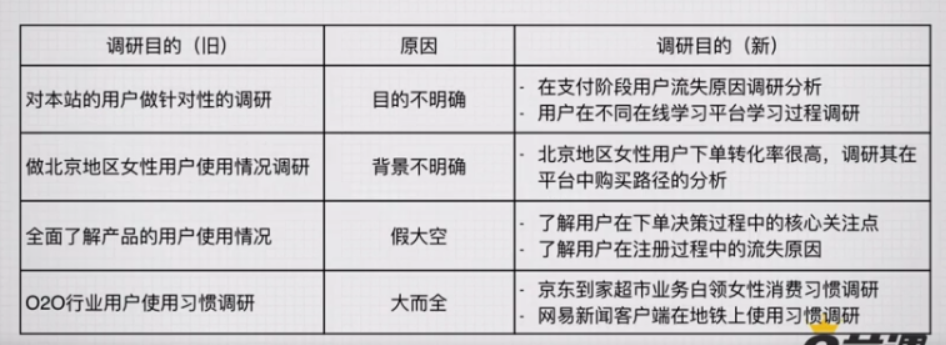 调研目的（旧） 原因 调研目的（新）
对本站的用户做针对性的调研 目的不明确 - 在支付阶段用户流失原因调研分析
- 用户在不同在线学习平台学习过程调研
做北京地区女性用户使用情况调研 背景不明确 - 北京地区女性用户下单转化率很高，调研其在
平台中购买路径的分析
全面了解产品的用户使用情况 假大空 - 了解用户在下单决策过程中的核心关注点
- 了解用户在注册过程中的流失原因
O2O行业用户使用习惯调研 大而全 - 京东到家超市业务白领女性消费习惯调研
- 网易新闻客户端在地铁上使用习惯调研